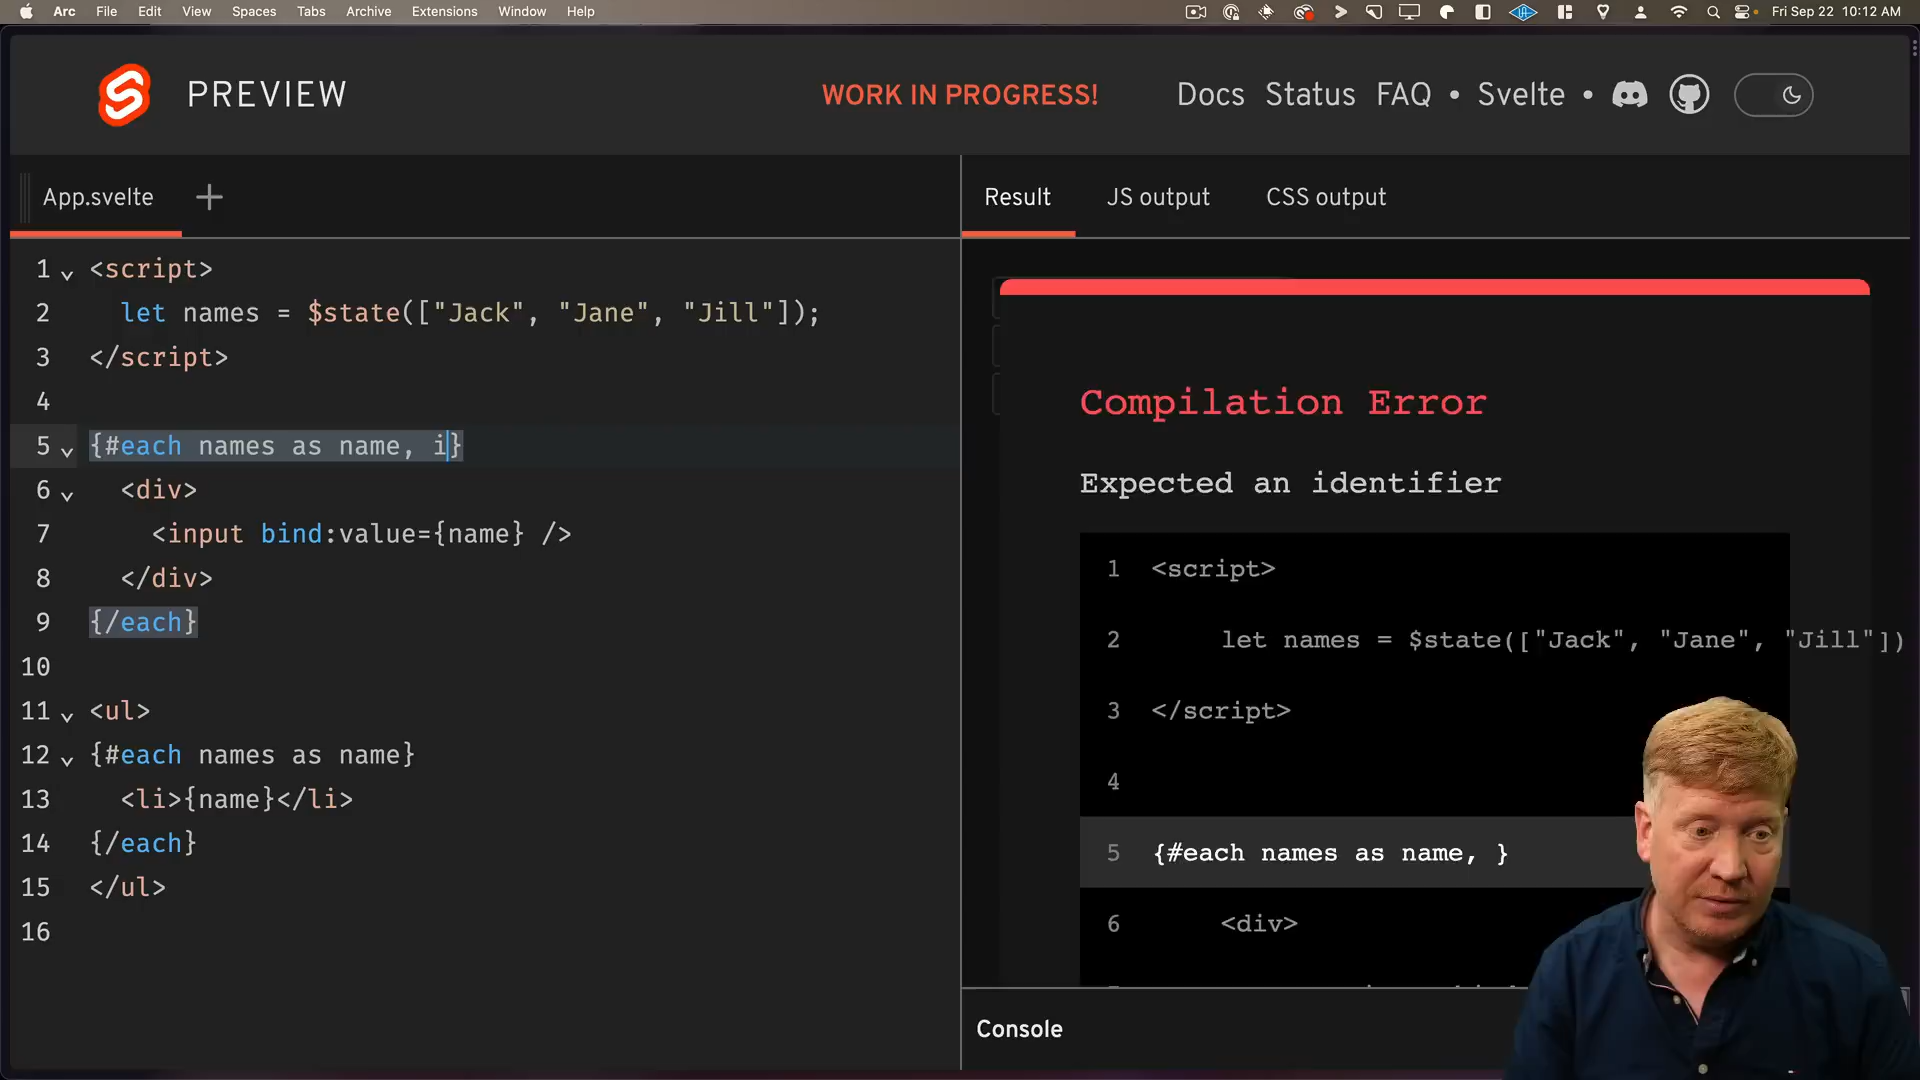 Arc File Edit View Spaces Tabs Archive Extensions Window Help Fri Sep 22 10:12 AM
PREVIEW WORK IN PROGRESS! Docs Status FAQ • Svelte •
App.svelte +
Result JS output CSS output
1 <script>
2 let names = $state(["Jack", "Jane", "Jill"]);
3 </script>
4
5 {#each names as name, i}
6 <div>
7 <input bind:value={name} />
8 </div>
9 {/each}
10
11 <ul>
12 {#each names as name}
13 <li>{name}</li>
14 {/each}
15 </ul>
16
Compilation Error
Expected an identifier
1 <script>
2 let names = $state(["Jack", "Jane", "Jill"])
3 </script>
4
5 {#each names as name, }
6 <div>
Console